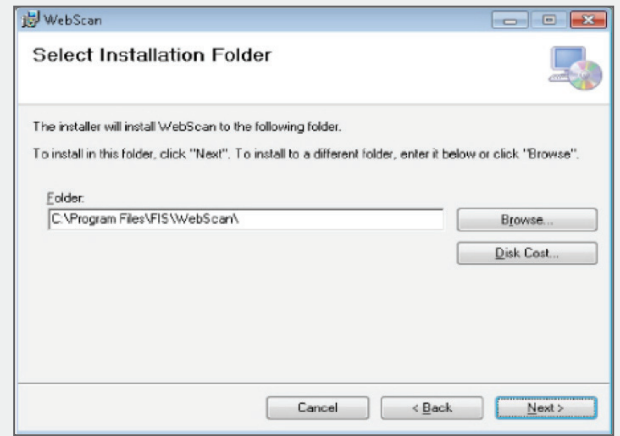 WebScan
Select Installation Folder
The installer will install WebScan to the following folder.
To install in this folder, click "Next". To install to a different folder, enter it below or click "Browse".
Folder:
C:\Program Files\FIS\WebScan\
Browse...
Disk Cost...
Cancel
< Back
Next >